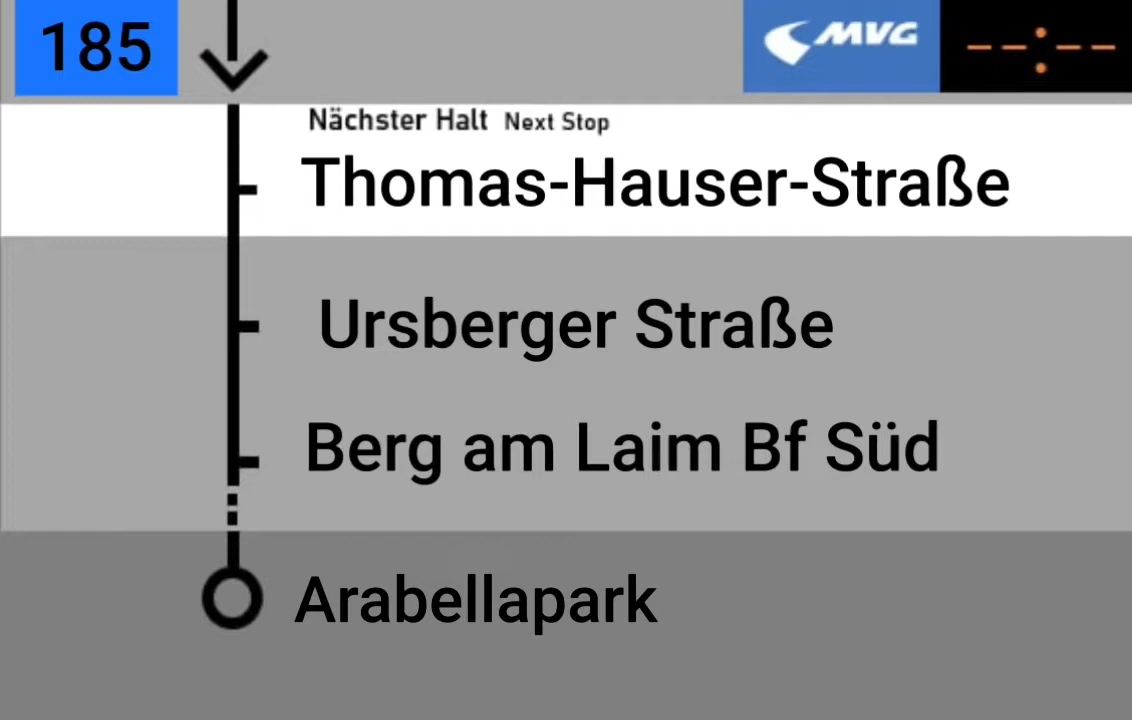 185
MVG
--:--
Nächster Halt Next Stop
Thomas-Hauser-Straße
Ursberger Straße
Berg am Laim Bf Süd
Arabellapark